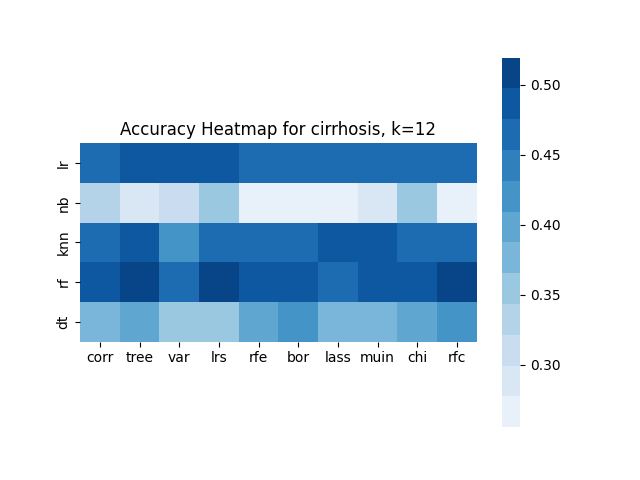 Accuracy Heatmap for cirrhosis, k=12
lr
nb
knn
rf
dt
corr tree var lrs rfe bor lass muin chi rfc
0.50
0.45
0.40
0.35
0.30